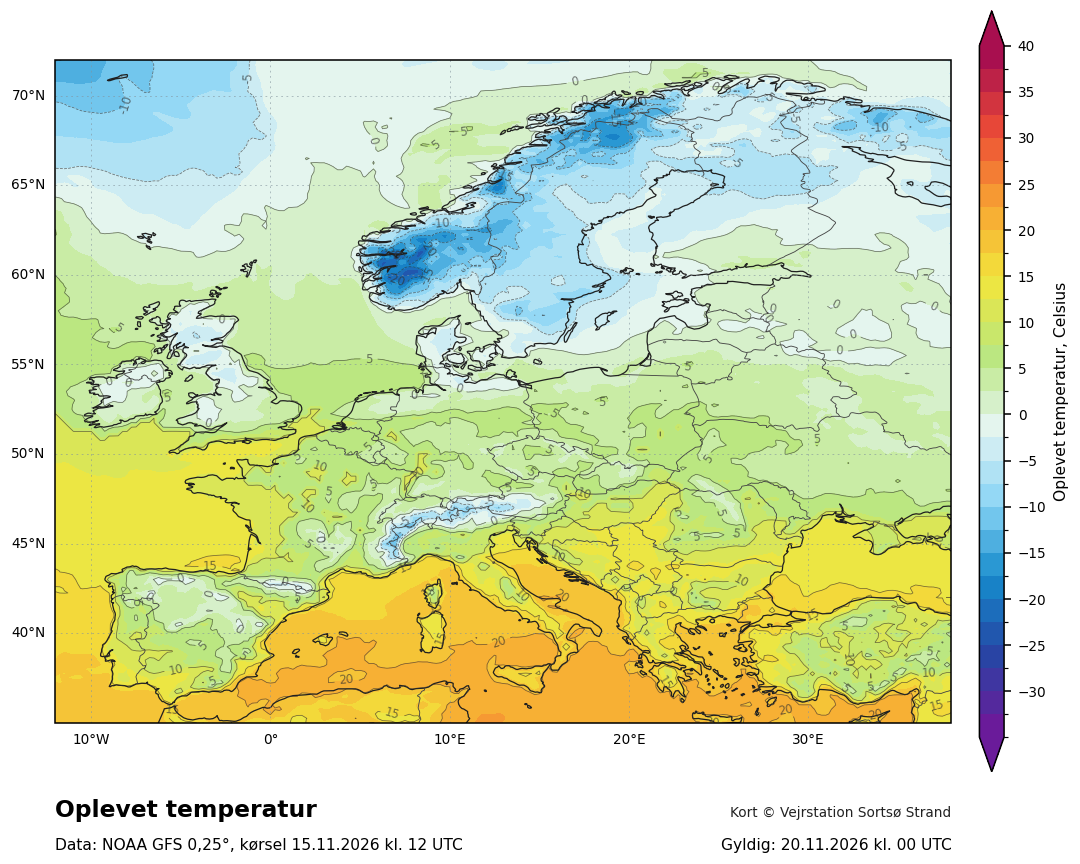 70°N
65°N
60°N
55°N
50°N
45°N
40°N
10°W
0°
10°E
20°E
30°E
40
35
30
25
20
15
10
5
0
−5
−10
−15
−20
−25
−30
Oplevet temperatur, Celsius
Oplevet temperatur
Kort © Vejrstation Sortsø Strand
Data: NOAA GFS 0,25°, kørsel 15.11.2026 kl. 12 UTC
Gyldig: 20.11.2026 kl. 00 UTC